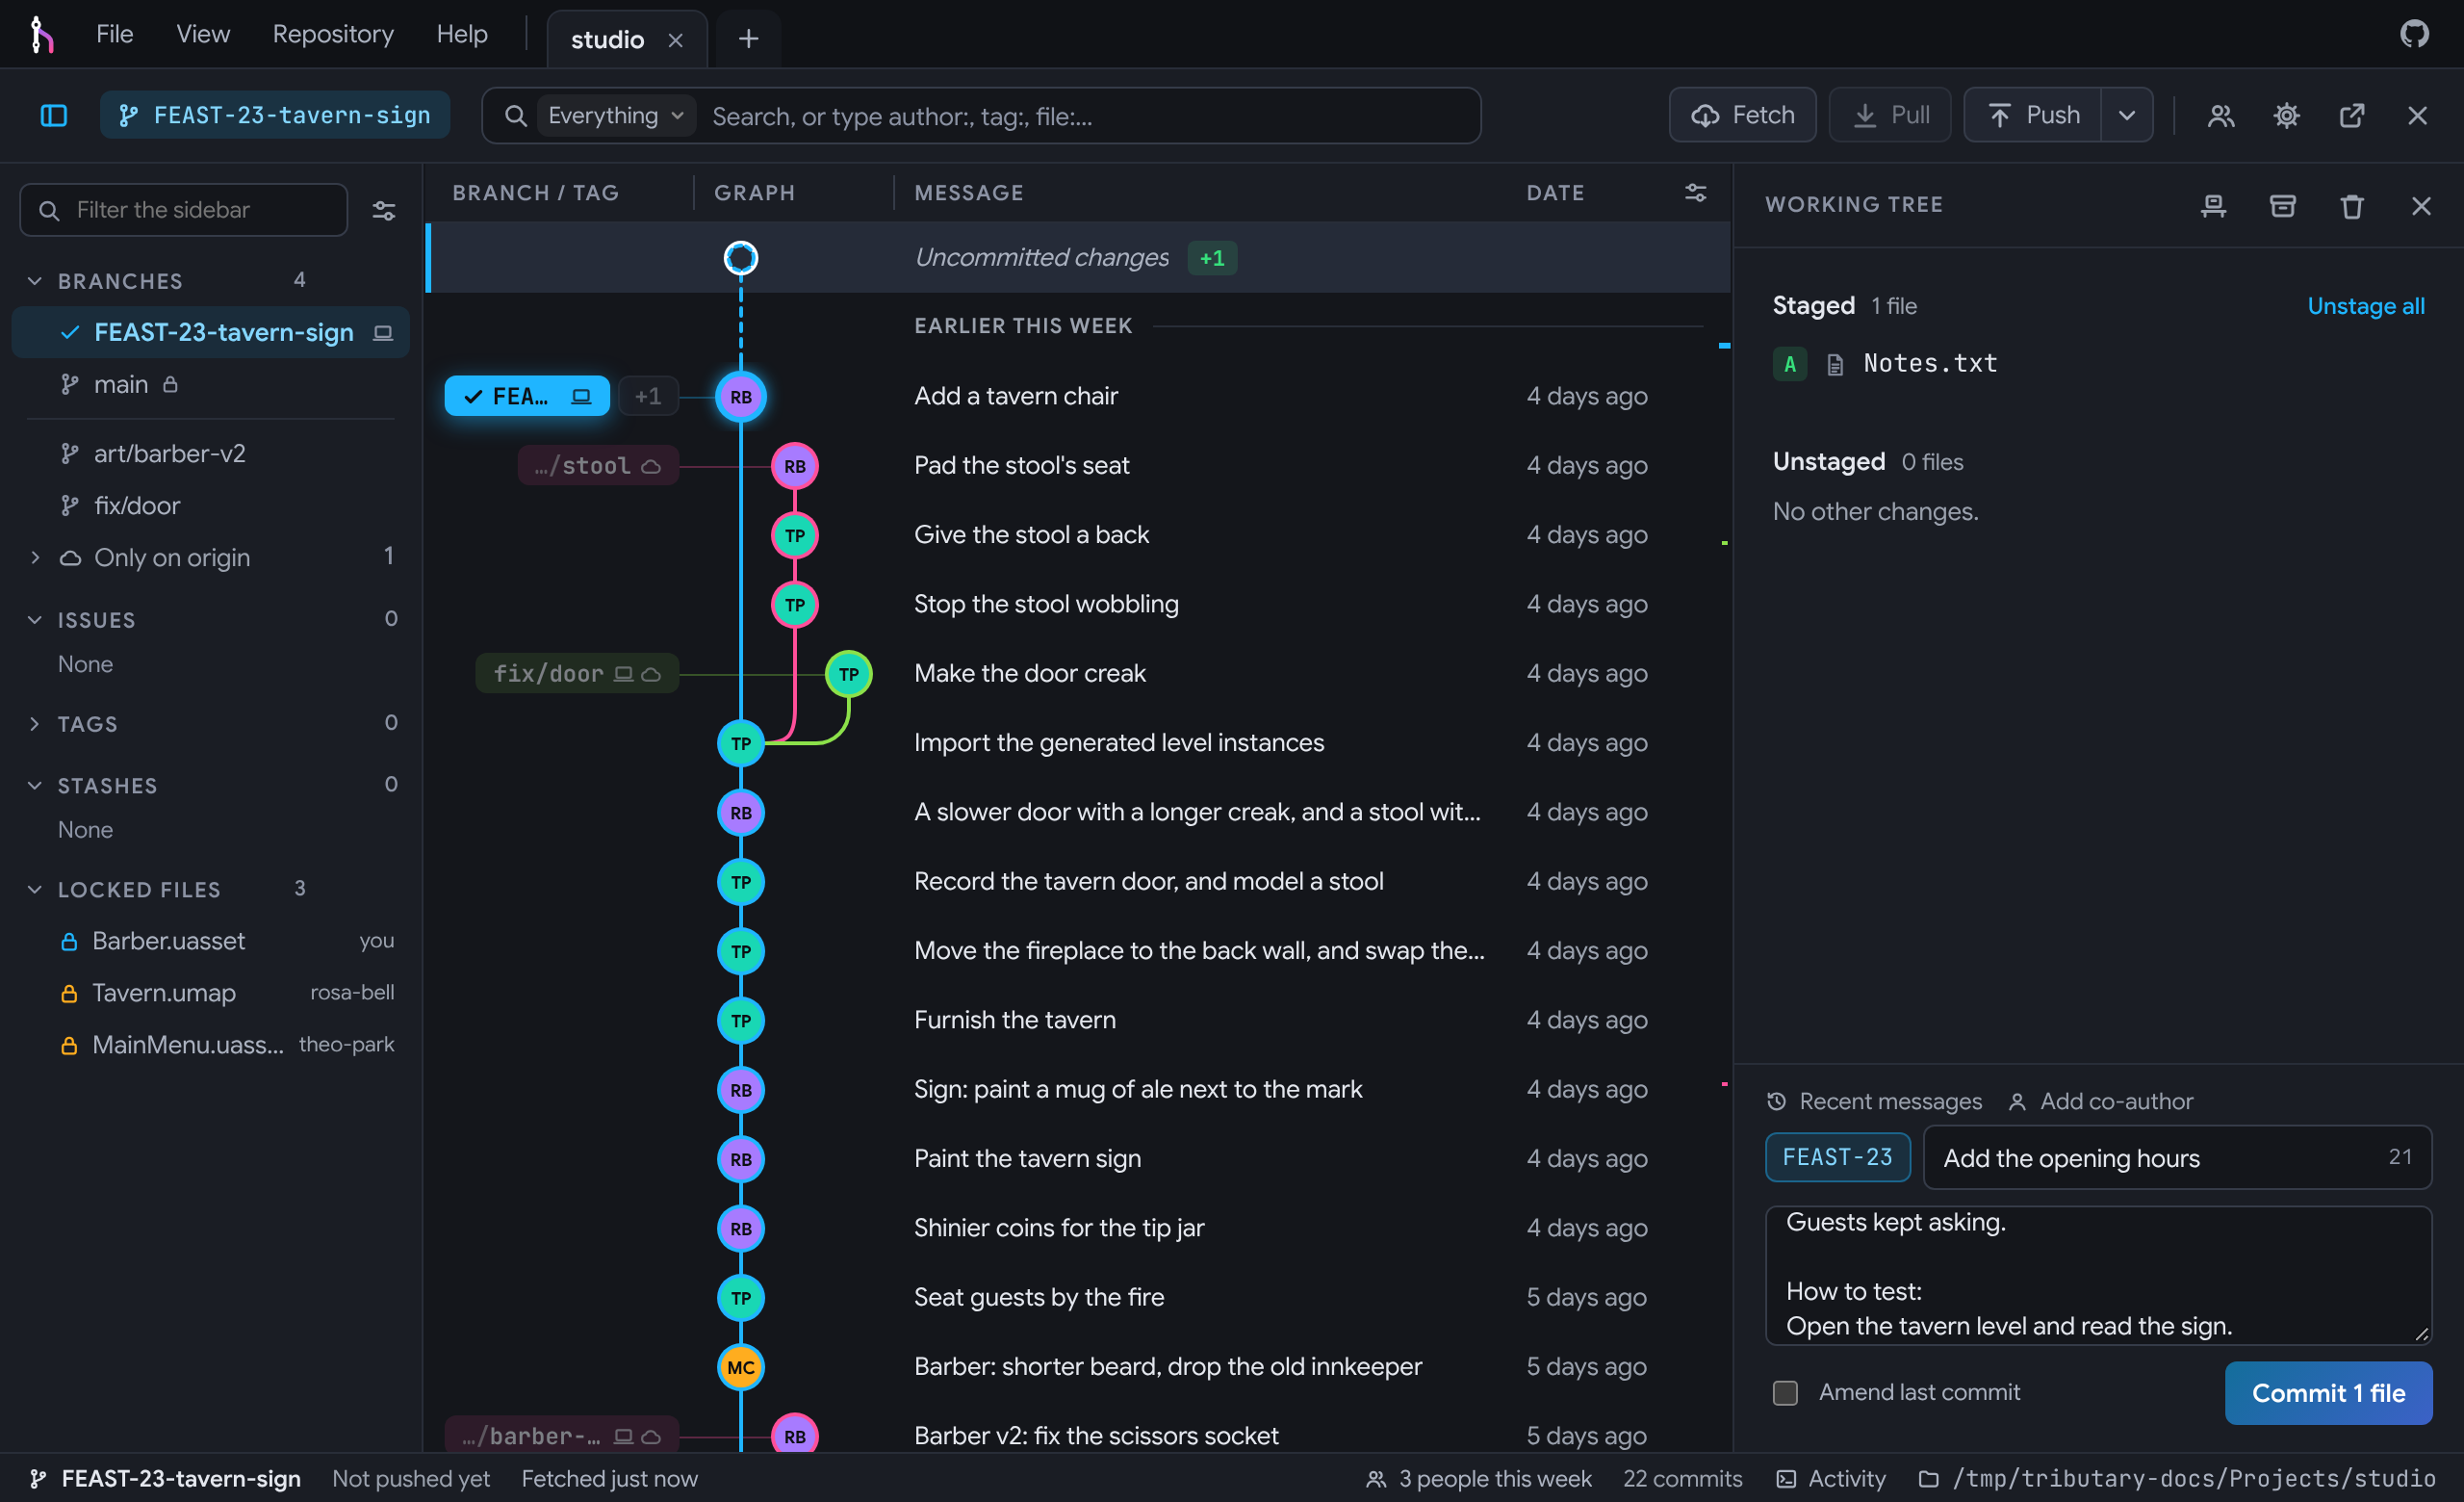 File View Repository Help studio
FEAST-23-tavern-sign Everything Search, or type author:, tag:, file:... Fetch Pull Push
Filter the sidebar
BRANCHES 4
FEAST-23-tavern-sign
main
art/barber-v2
fix/door
Only on origin 1
ISSUES 0
None
TAGS 0
STASHES 0
None
LOCKED FILES 3
Barber.uasset you
Tavern.umap rosa-bell
MainMenu.uass... theo-park
BRANCH / TAG GRAPH MESSAGE DATE
Uncommitted changes +1
EARLIER THIS WEEK
FEA... +1 RB Add a tavern chair 4 days ago
.../stool RB Pad the stool's seat 4 days ago
TP Give the stool a back 4 days ago
TP Stop the stool wobbling 4 days ago
fix/door TP Make the door creak 4 days ago
TP Import the generated level instances 4 days ago
RB A slower door with a longer creak, and a stool wit... 4 days ago
TP Record the tavern door, and model a stool 4 days ago
TP Move the fireplace to the back wall, and swap the... 4 days ago
TP Furnish the tavern 4 days ago
RB Sign: paint a mug of ale next to the mark 4 days ago
RB Paint the tavern sign 4 days ago
RB Shinier coins for the tip jar 4 days ago
TP Seat guests by the fire 5 days ago
MC Barber: shorter beard, drop the old innkeeper 5 days ago
.../barber-... RB Barber v2: fix the scissors socket 5 days ago
WORKING TREE
Staged 1 file Unstage all
A Notes.txt
Unstaged 0 files
No other changes.
Recent messages Add co-author
FEAST-23 Add the opening hours 21
Guests kept asking.
How to test:
Open the tavern level and read the sign.
Amend last commit Commit 1 file
FEAST-23-tavern-sign Not pushed yet Fetched just now 3 people this week 22 commits Activity /tmp/tributary-docs/Projects/studio